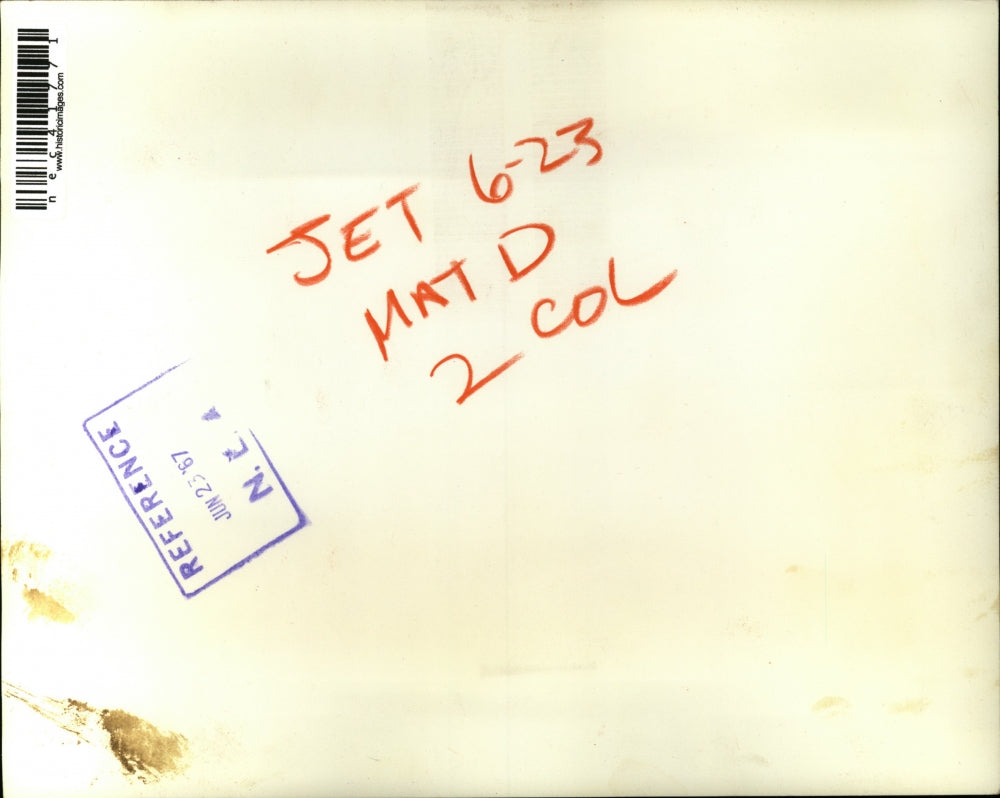 JET 6-23
MAT D
2 COL
REFERENCE
JUN 23 '67
N. E. A
nec41771
www.historicimages.com